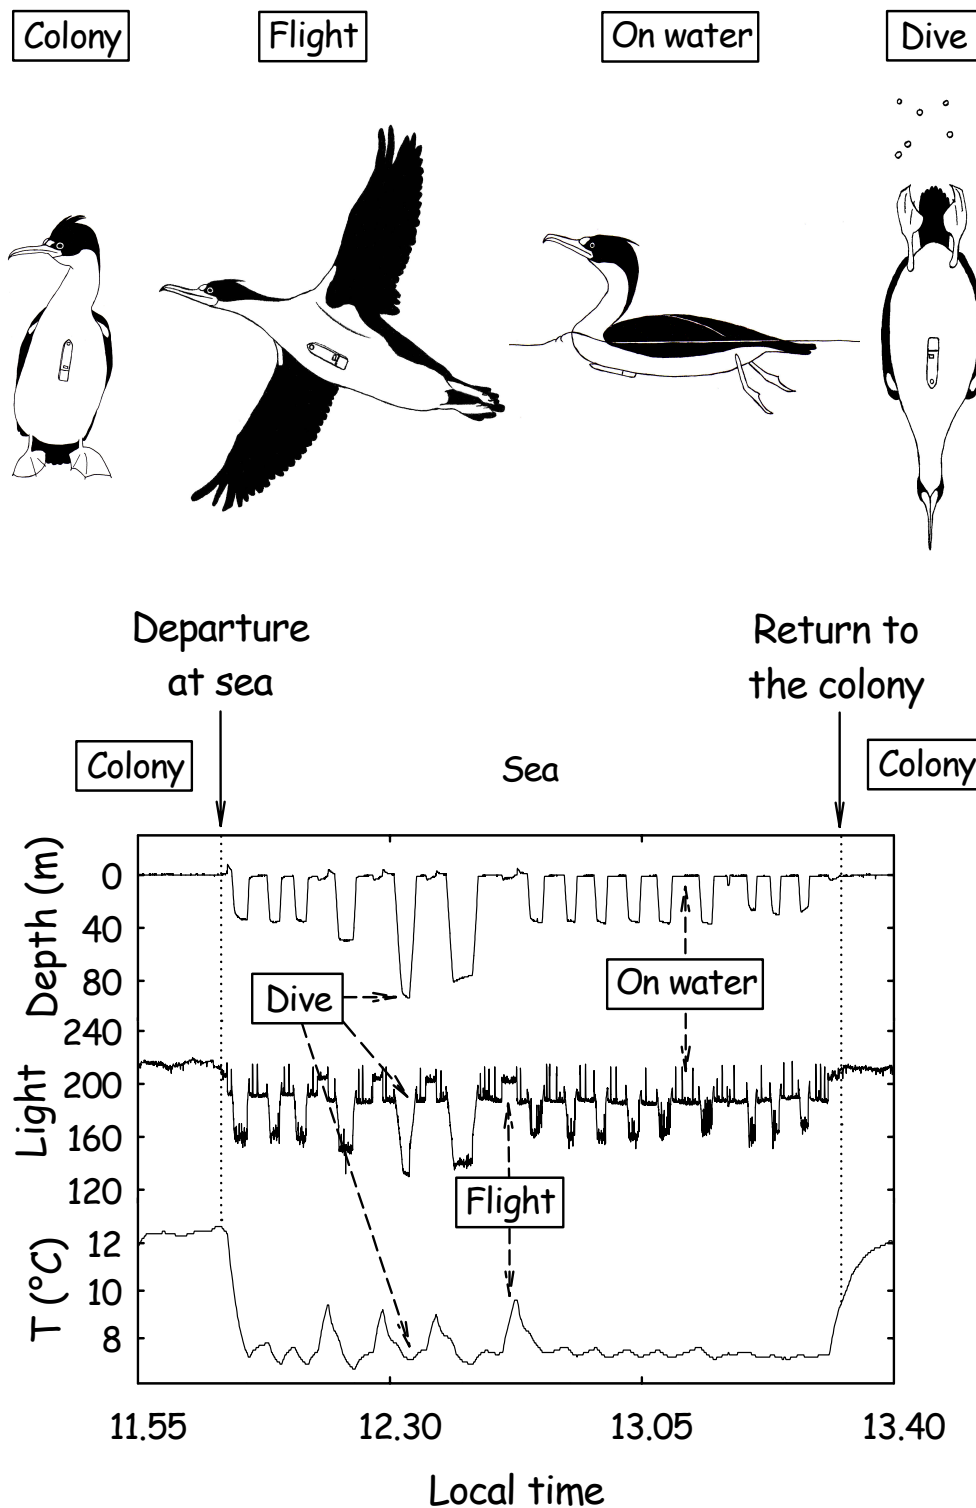 Colony
Flight
On water
Dive
Departure
at sea
Return to
the colony
Colony
Sea
Colony
Depth (m)
0
40
80
Dive
On water
Light
240
200
160
120
Flight
T (°C)
12
10
8
11.55
12.30
13.05
13.40
Local time